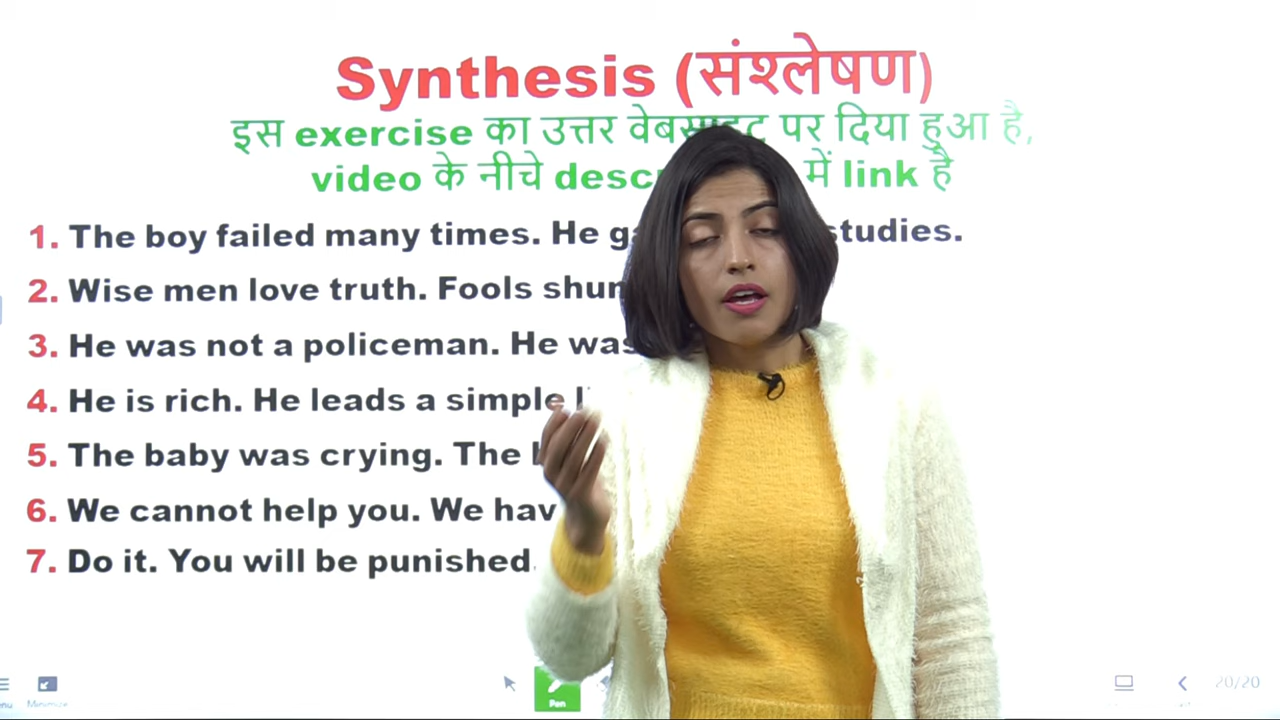 Synthesis (संश्लेषण)
इस exercise का उत्तर वेबसाइट पर दिया हुआ है,
video के नीचे में link है
1. The boy failed many times. He studies.
2. Wise men love truth. Fools shun
3. He was not a policeman. He was
4. He is rich. He leads a simple
5. The baby was crying. The
6. We cannot help you. We
7. Do it. You will be punished.
Minimize
Pen
20/20